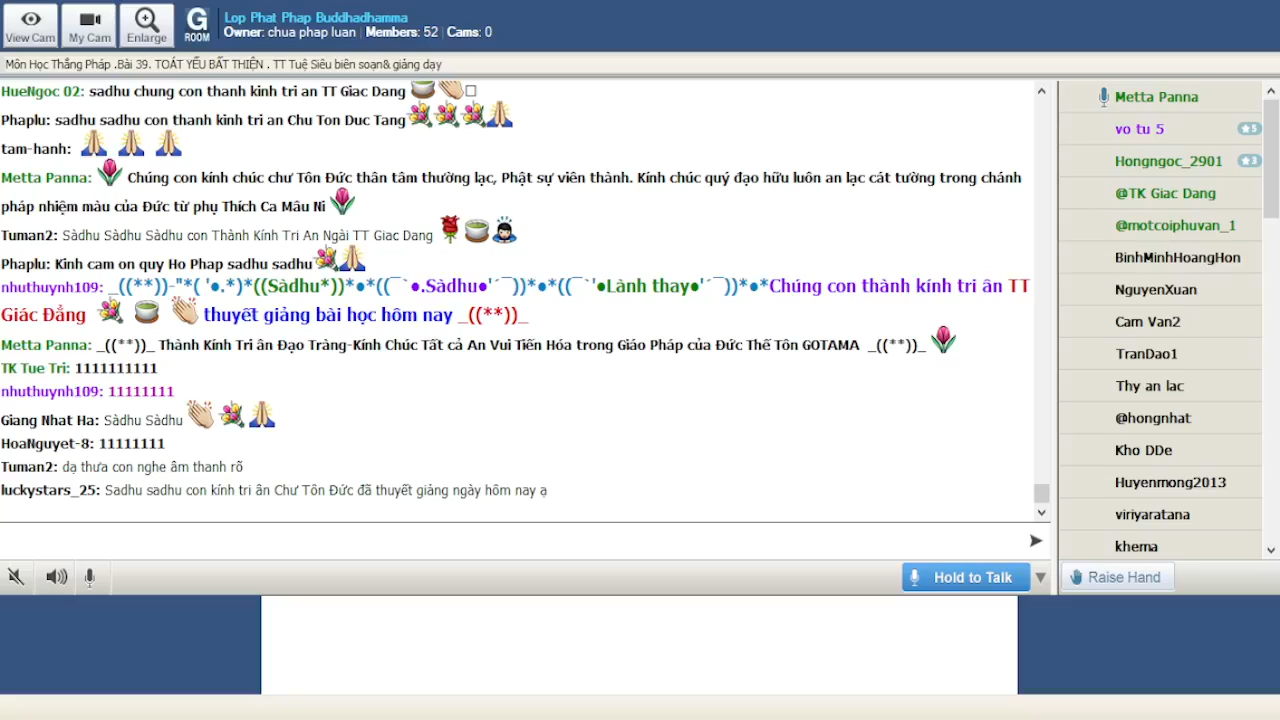 View Cam
My Cam
Enlarge
G
ROOM
Lop Phat Phap Buddhadhamma
Owner: chua phap luan | Members: 52 | Cams: 0
Môn Học Thắng Pháp .Bài 39. TOÁT YẾU BẤT THIỆN . TT Tuệ Siêu biên soạn& giảng dạy
HueNgoc 02: sadhu chung con thanh kinh tri an TT Giac Dang
Phaplu: sadhu sadhu con thanh kinh tri an Chu Ton Duc Tang
tam-hanh:
Metta Panna: Chúng con kính chúc chư Tôn Đức thân tâm thường lạc, Phật sự viên thành. Kính chúc quý đạo hữu luôn an lạc cát tường trong chánh
pháp nhiệm màu của Đức từ phụ Thích Ca Mâu Ni
Tuman2: Sàdhu Sàdhu Sàdhu con Thành Kính Tri An Ngài TT Giac Dang
Phaplu: Kinh cam on quy Ho Phap sadhu sadhu
nhuthuynh109: _((**))-"*( '●.*)*((Sàdhu*))*●*((¯`●.Sàdhu●'´¯))*●*((¯`'●Lành thay●'´¯))*●*Chúng con thành kính tri ân TT
Giác Đẳng thuyết giảng bài học hôm nay _((**))_
Metta Panna: _((**))_ Thành Kính Tri ân Đạo Tràng-Kính Chúc Tất cả An Vui Tiến Hóa trong Giáo Pháp của Đức Thế Tôn GOTAMA _((**))_
TK Tue Tri: 1111111111
nhuthuynh109: 11111111
Giang Nhat Ha: Sàdhu Sàdhu
HoaNguyet-8: 11111111
Tuman2: dạ thưa con nghe âm thanh rõ
luckystars_25: Sadhu sadhu con kính tri ân Chư Tôn Đức đã thuyết giảng ngày hôm nay ạ
Hold to Talk
Metta Panna
vo tu 5
★5
Hongngoc_2901
★3
@TK Giac Dang
@motcoiphuvan_1
BinhMinhHoangHon
NguyenXuan
Cam Van2
TranDao1
Thy an lac
@hongnhat
Kho DDe
Huyenmong2013
viriyaratana
khema
Raise Hand